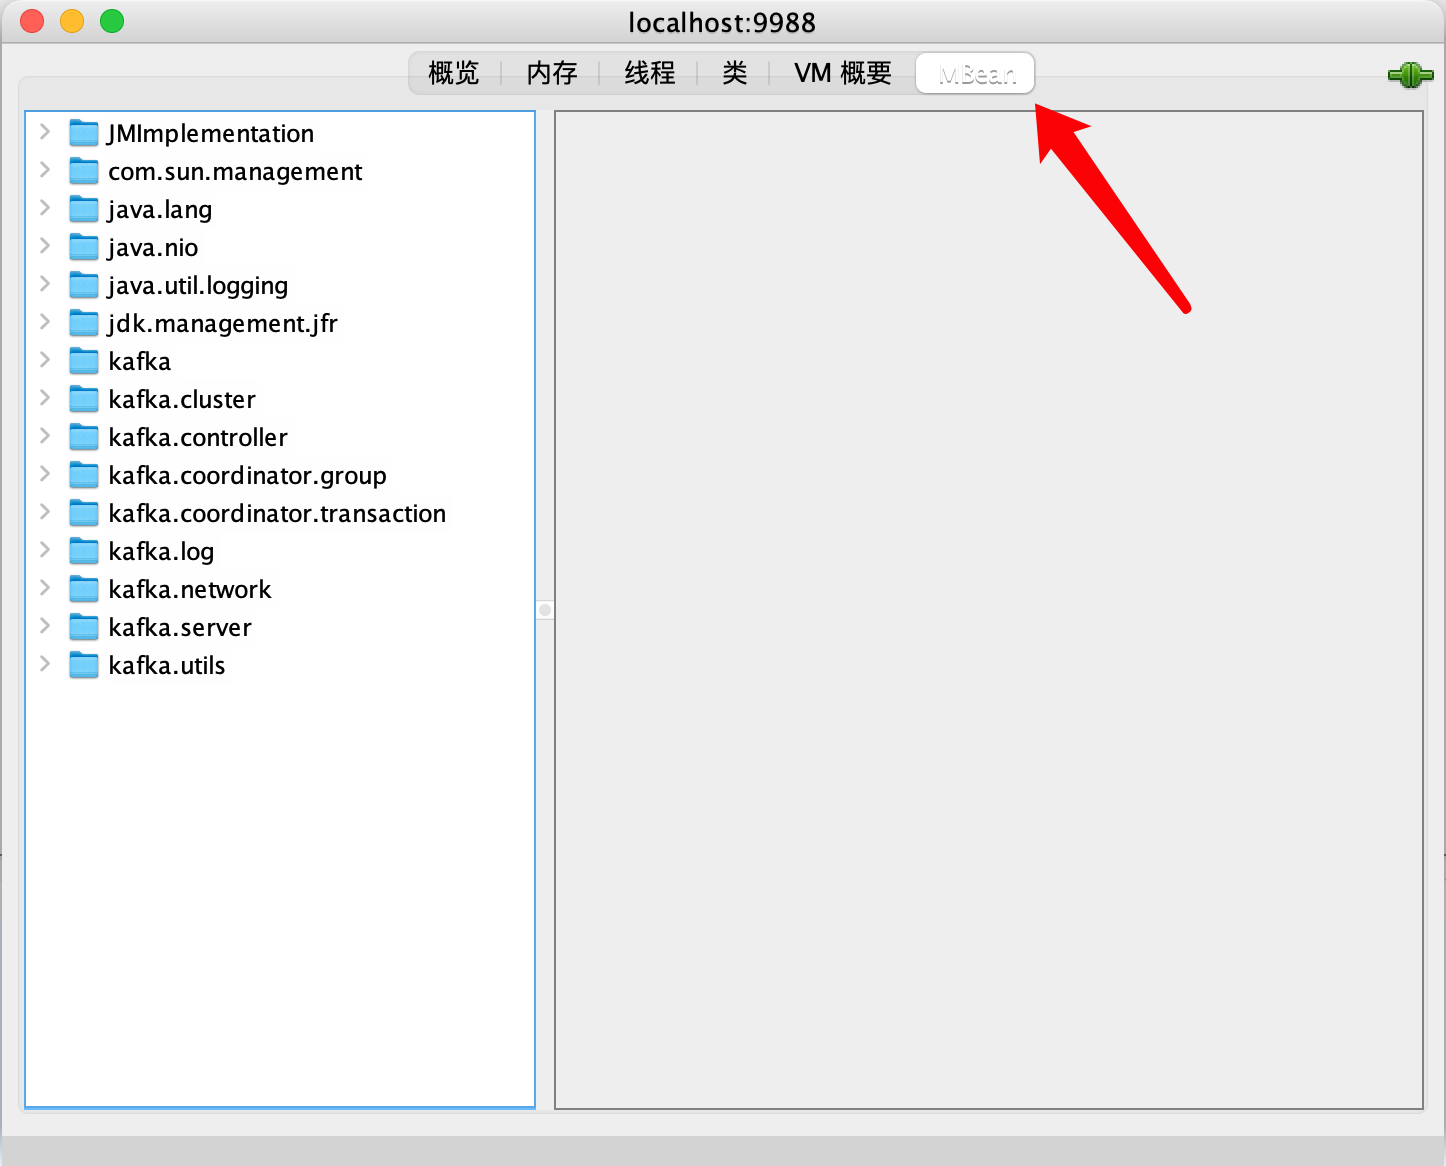 localhost:9988
概览 内存 线程 类 VM 概要 MBean
JMImplementation
com.sun.management
java.lang
java.nio
java.util.logging
jdk.management.jfr
kafka
kafka.cluster
kafka.controller
kafka.coordinator.group
kafka.coordinator.transaction
kafka.log
kafka.network
kafka.server
kafka.utils